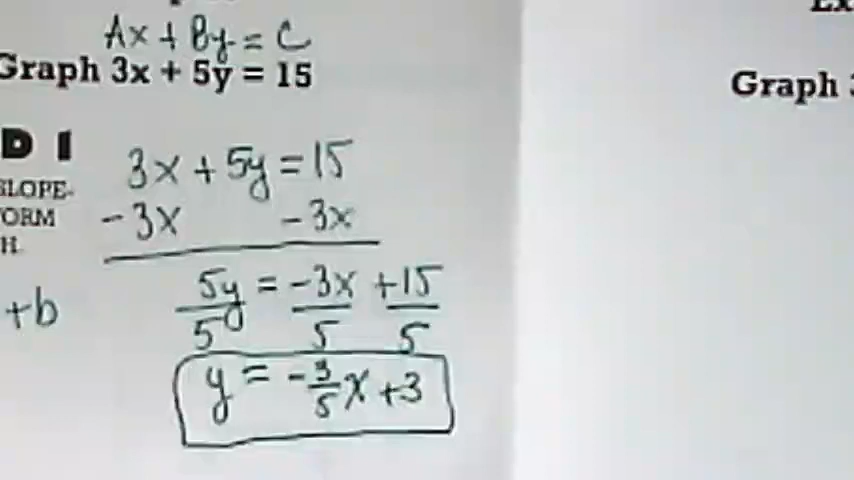 Ax + By = C
Graph 3x + 5y = 15
D 1
SLOPE-
ORM
H
+b
3x + 5y = 15
-3x -3x
5y/5 = -3x/5 +15/5
y = -3/5x +3
Ex
Graph 3